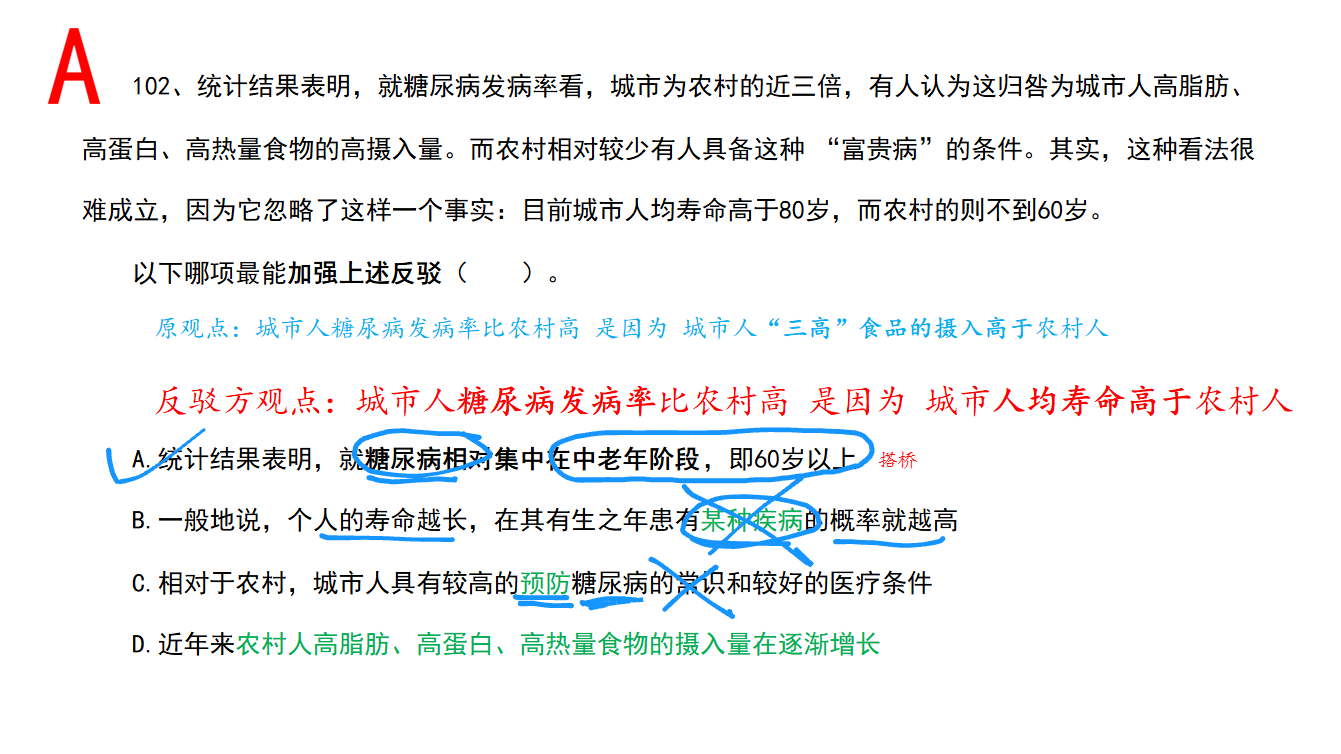 A
102、统计结果表明，就糖尿病发病率看，城市为农村的近三倍，有人认为这归咎为城市人高脂肪、
高蛋白、高热量食物的高摄入量。而农村相对较少有人具备这种 “富贵病”的条件。其实，这种看法很
难成立，因为它忽略了这样一个事实：目前城市人均寿命高于80岁，而农村的则不到60岁。
以下哪项最能加强上述反驳（  ）。
原观点：城市人糖尿病发病率比农村高 是因为 城市人“三高”食品的摄入高于农村人
反驳方观点：城市人糖尿病发病率比农村高 是因为 城市人均寿命高于农村人
A.统计结果表明，就糖尿病相对集中在中老年阶段，即60岁以上 搭桥
B.一般地说，个人的寿命越长，在其有生之年患有某种疾病的概率就越高
C.相对于农村，城市人具有较高的预防糖尿病的常识和较好的医疗条件
D.近年来农村人高脂肪、高蛋白、高热量食物的摄入量在逐渐增长